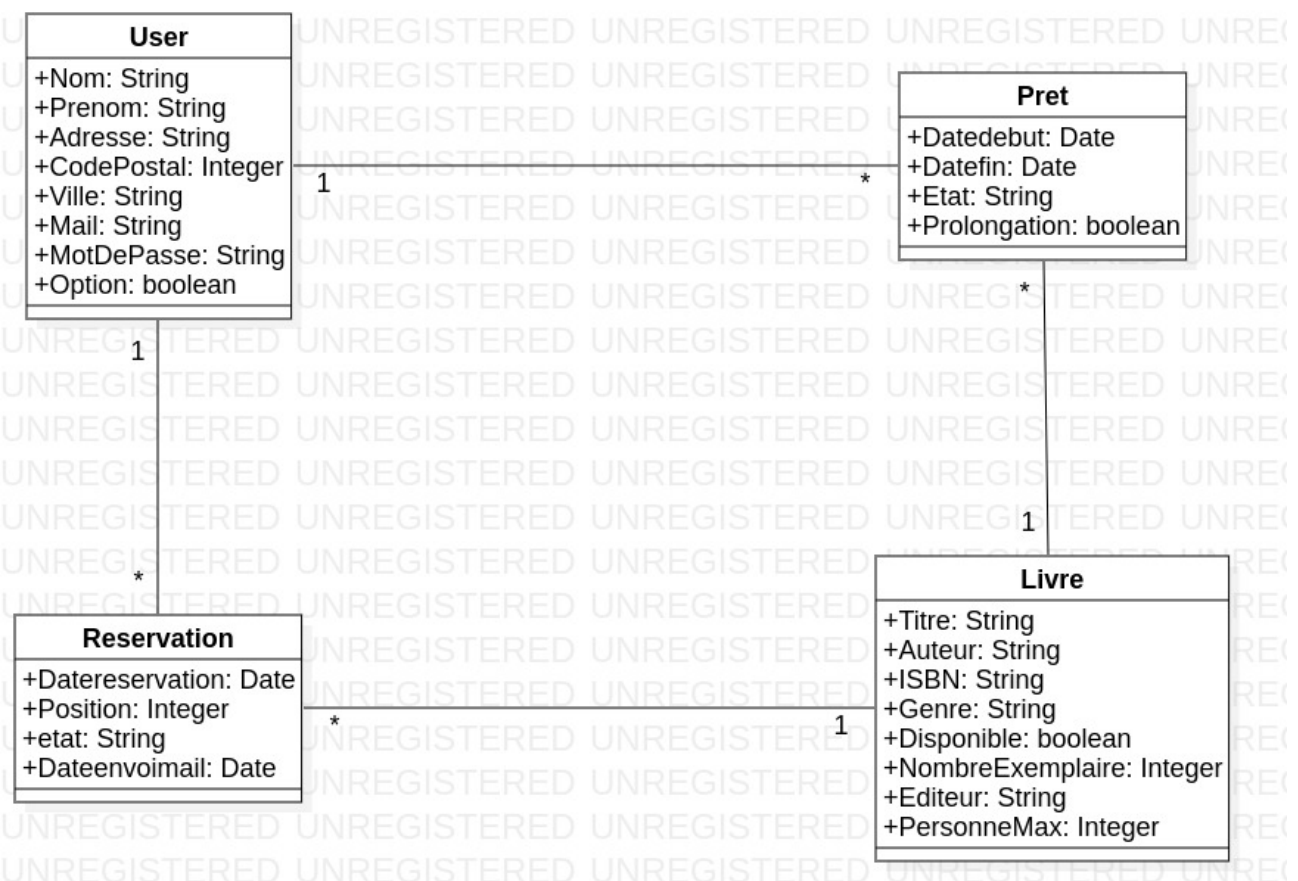 User
+Nom: String
+Prenom: String
+Adresse: String
+CodePostal: Integer
+Ville: String
+Mail: String
+MotDePasse: String
+Option: boolean
1
*
Pret
+Datedebut: Date
+Datefin: Date
+Etat: String
+Prolongation: boolean
1
*
*
1
Reservation
+Datereservation: Date
+Position: Integer
+etat: String
+Dateenvoimail: Date
*
1
Livre
+Titre: String
+Auteur: String
+ISBN: String
+Genre: String
+Disponible: boolean
+NombreExemplaire: Integer
+Editeur: String
+PersonneMax: Integer
UNREGISTERED